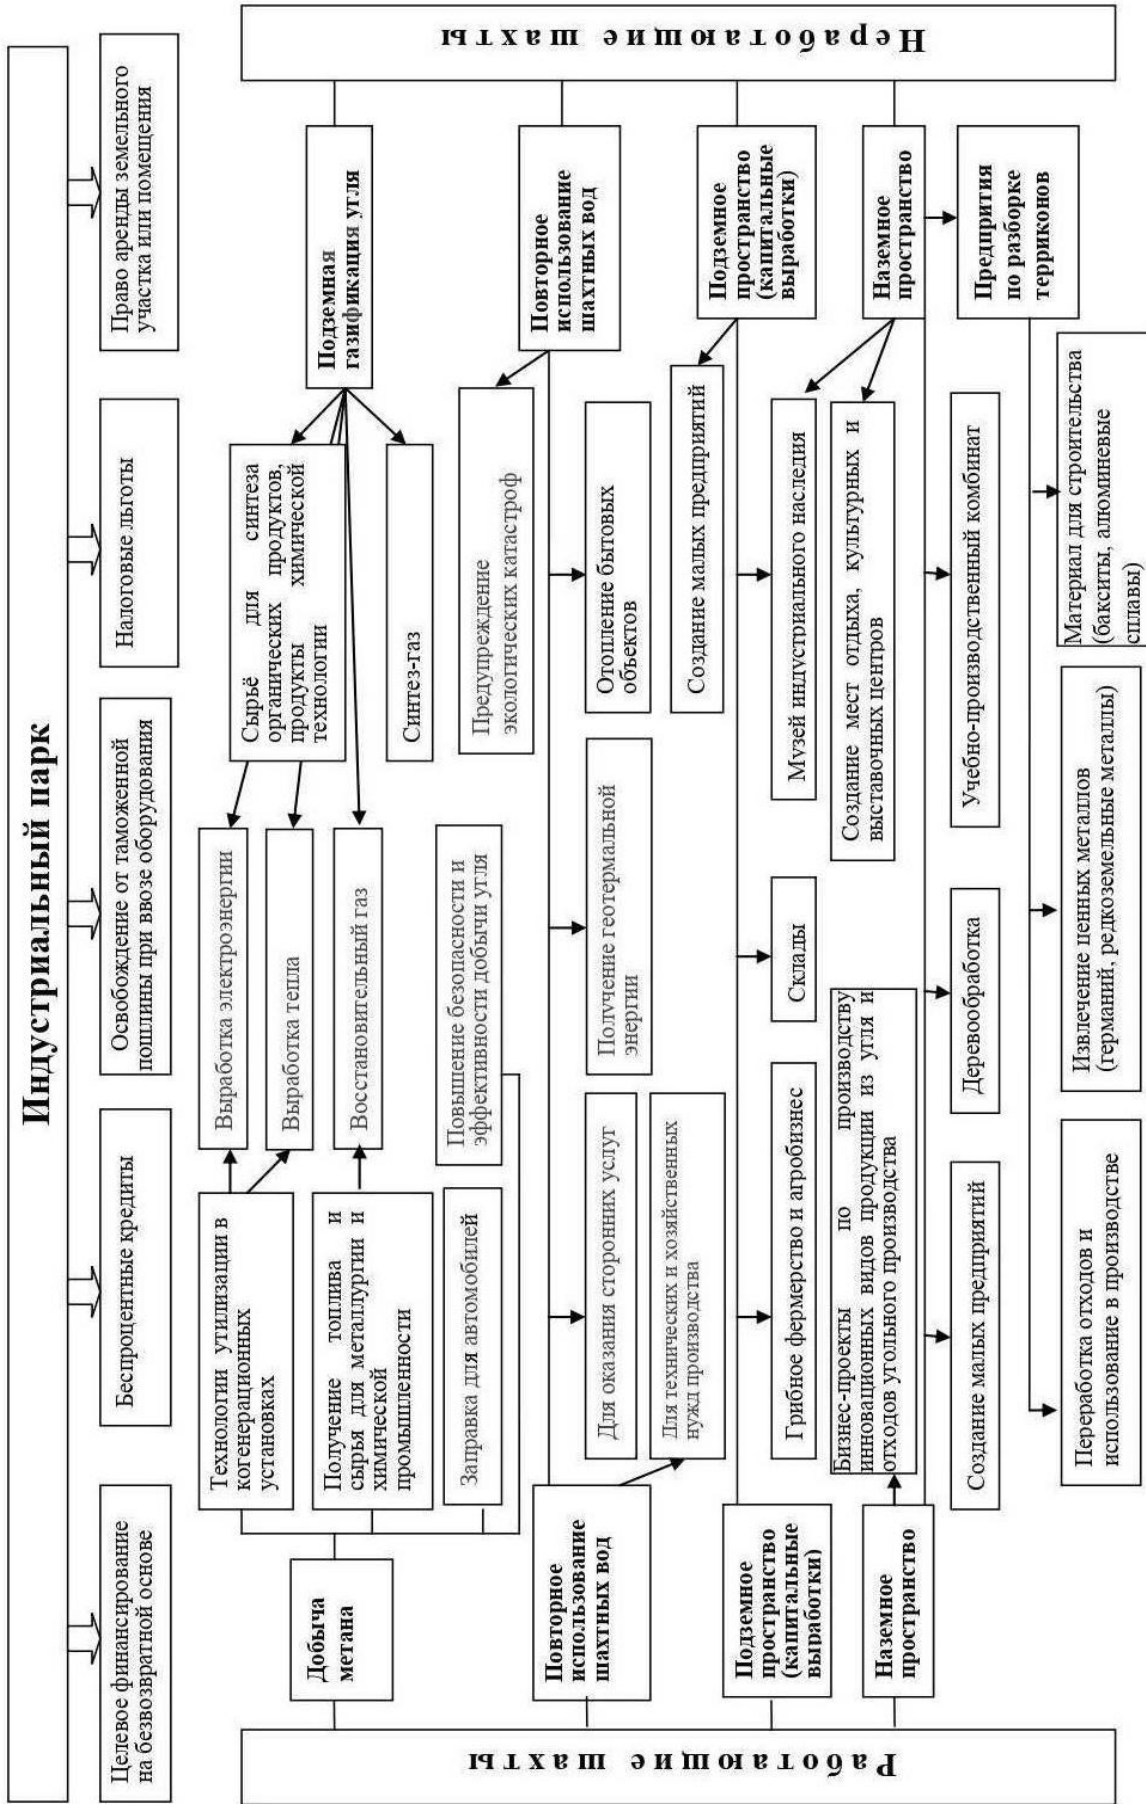 Индустриальный парк
Целевое финансирование
на безвозвратной основе
Беспроцентные кредиты
Освобождение от таможенной
пошлины при ввозе оборудования
Налоговые льготы
Право аренды земельного
участка или помещения
Работающие шахты
Неработающие шахты
Добыча
метана
Технологии утилизации в
когенерационных
установках
Получение топлива и
сырья для металлургии и
химической
промышленности
Заправка для автомобилей
Выработка электроэнергии
Выработка тепла
Восстановительный газ
Повышение безопасности и
эффективности добычи угля
Сырьё для синтеза
органических продуктов,
продукты химической
технологии
Синтез-газ
Подземная
газификация угля
Повторное
использование
шахтных вод
Для оказания сторонних услуг
Для технических и хозяйственных
нужд производства
Получение геотермальной
энергии
Предупреждение
экологических катастроф
Отопление бытовых
объектов
Повторное
использование
шахтных вод
Подземное
пространство
(капитальные
выработки)
Грибное фермерство и агробизнес
Склады
Создание малых предприятий
Музей индустриального наследия
Подземное
пространство
(капитальные
выработки)
Наземное
пространство
Бизнес-проекты по производству
инновационных видов продукции из угля и
отходов угольного производства
Создание мест отдыха, культурных и
выставочных центров
Наземное
пространство
Создание малых предприятий
Деревообработка
Учебно-производственный комбинат
Предпрития
по разборке
терриконов
Переработка отходов и
использование в производстве
Извлечение пенных металлов
(германий, редкоземельные металлы)
Материал для строительства
(бакситы, алюминевые
сплавы)